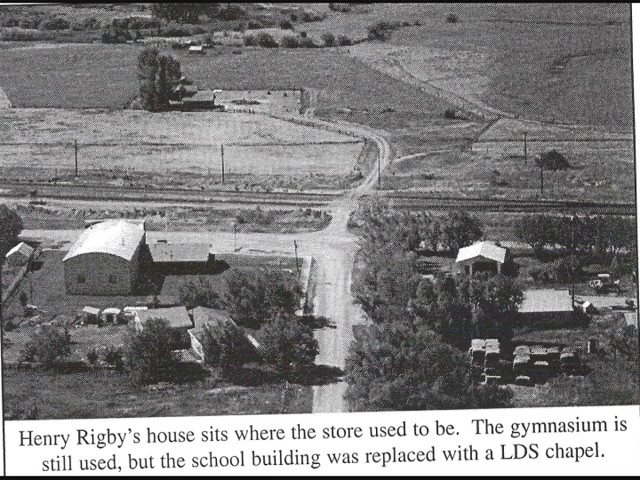 Henry Rigby's house sits where the store used to be. The gymnasium is
still used, but the school building was replaced with a LDS chapel.